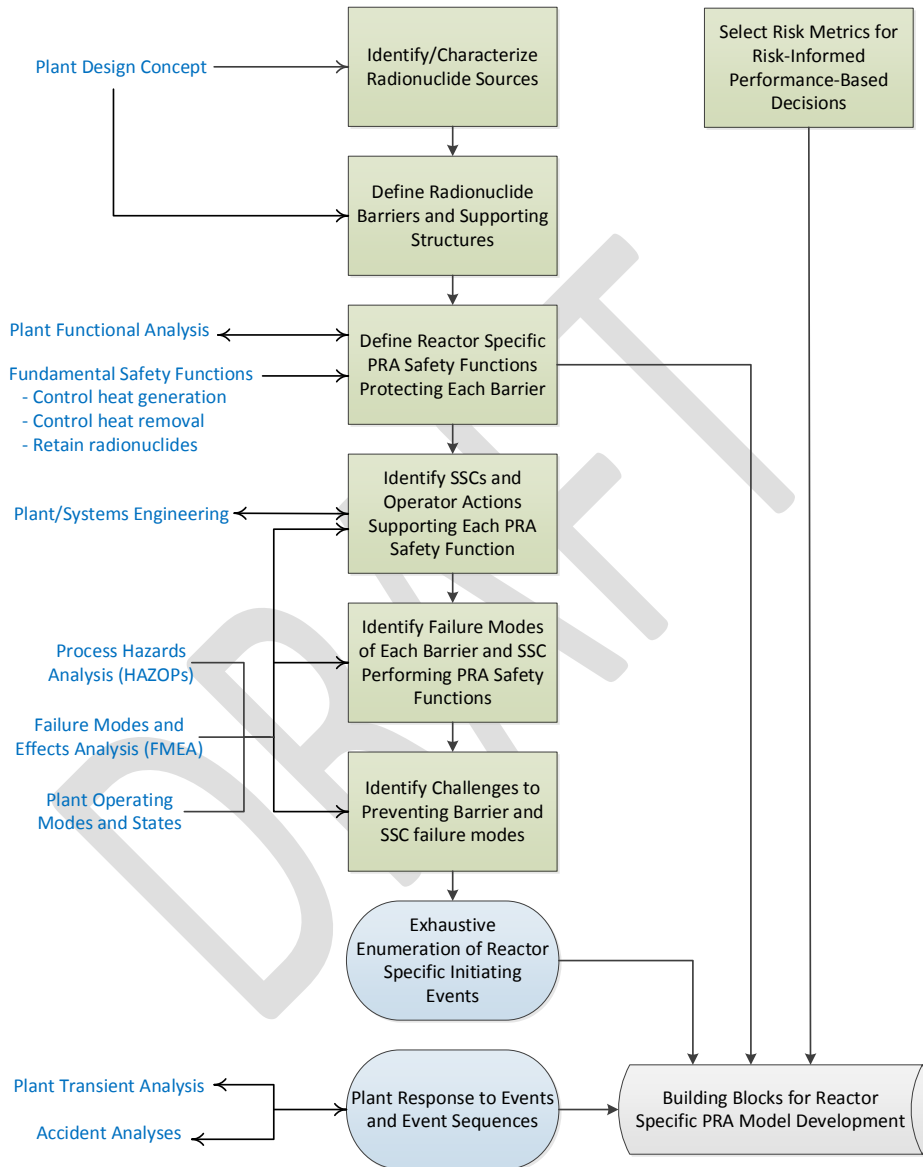 Identify/Characterize
Radionuclide Sources
Select Risk Metrics for
Risk-Informed
Performance-Based
Decisions
Plant Design Concept
Define Radionuclide
Barriers and Supporting
Structures
Plant Functional Analysis
Define Reactor Specific
PRA Safety Functions
Protecting Each Barrier
Fundamental Safety Functions
- Control heat generation
- Control heat removal
- Retain radionuclides
Identify SSCs and
Operator Actions
Supporting Each PRA
Safety Function
Plant/Systems Engineering
Identify Failure Modes
of Each Barrier and SSC
Performing PRA Safety
Functions
Process Hazards
Analysis (HAZOPs)
Failure Modes and
Effects Analysis (FMEA)
Plant Operating
Modes and States
Identify Challenges to
Preventing Barrier and
SSC failure modes
Exhaustive
Enumeration of Reactor
Specific Initiating
Events
Plant Transient Analysis
Accident Analyses
Plant Response to Events
and Event Sequences
Building Blocks for Reactor
Specific PRA Model Development
DRAFT